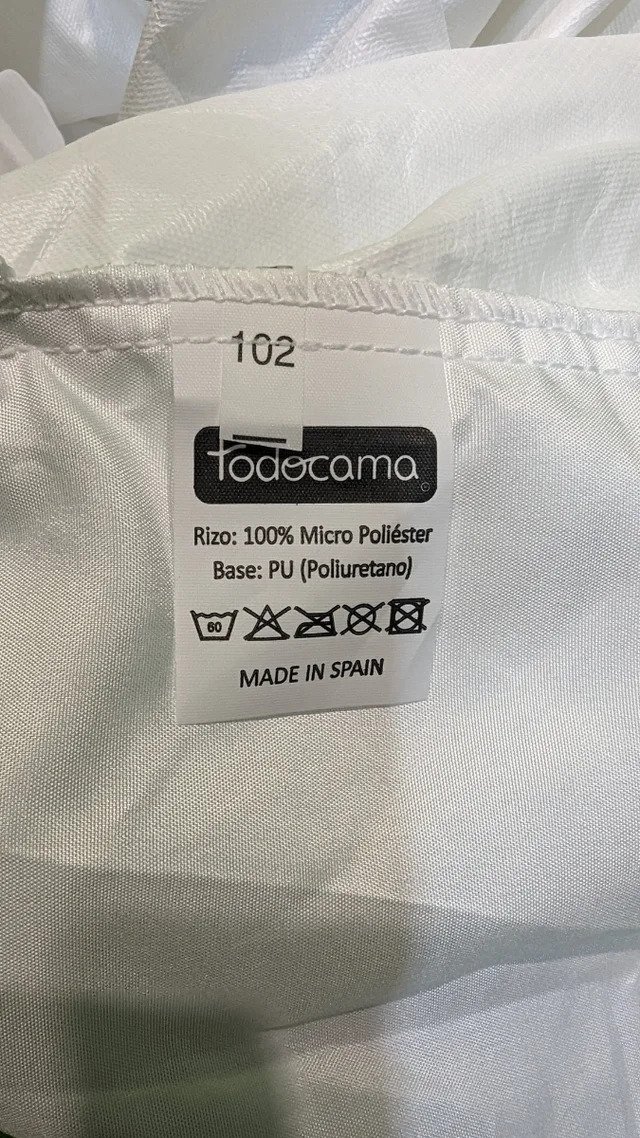 102
Todocama
Rizo: 100% Micro Poliéster
Base: PU (Poliuretano)
60
MADE IN SPAIN